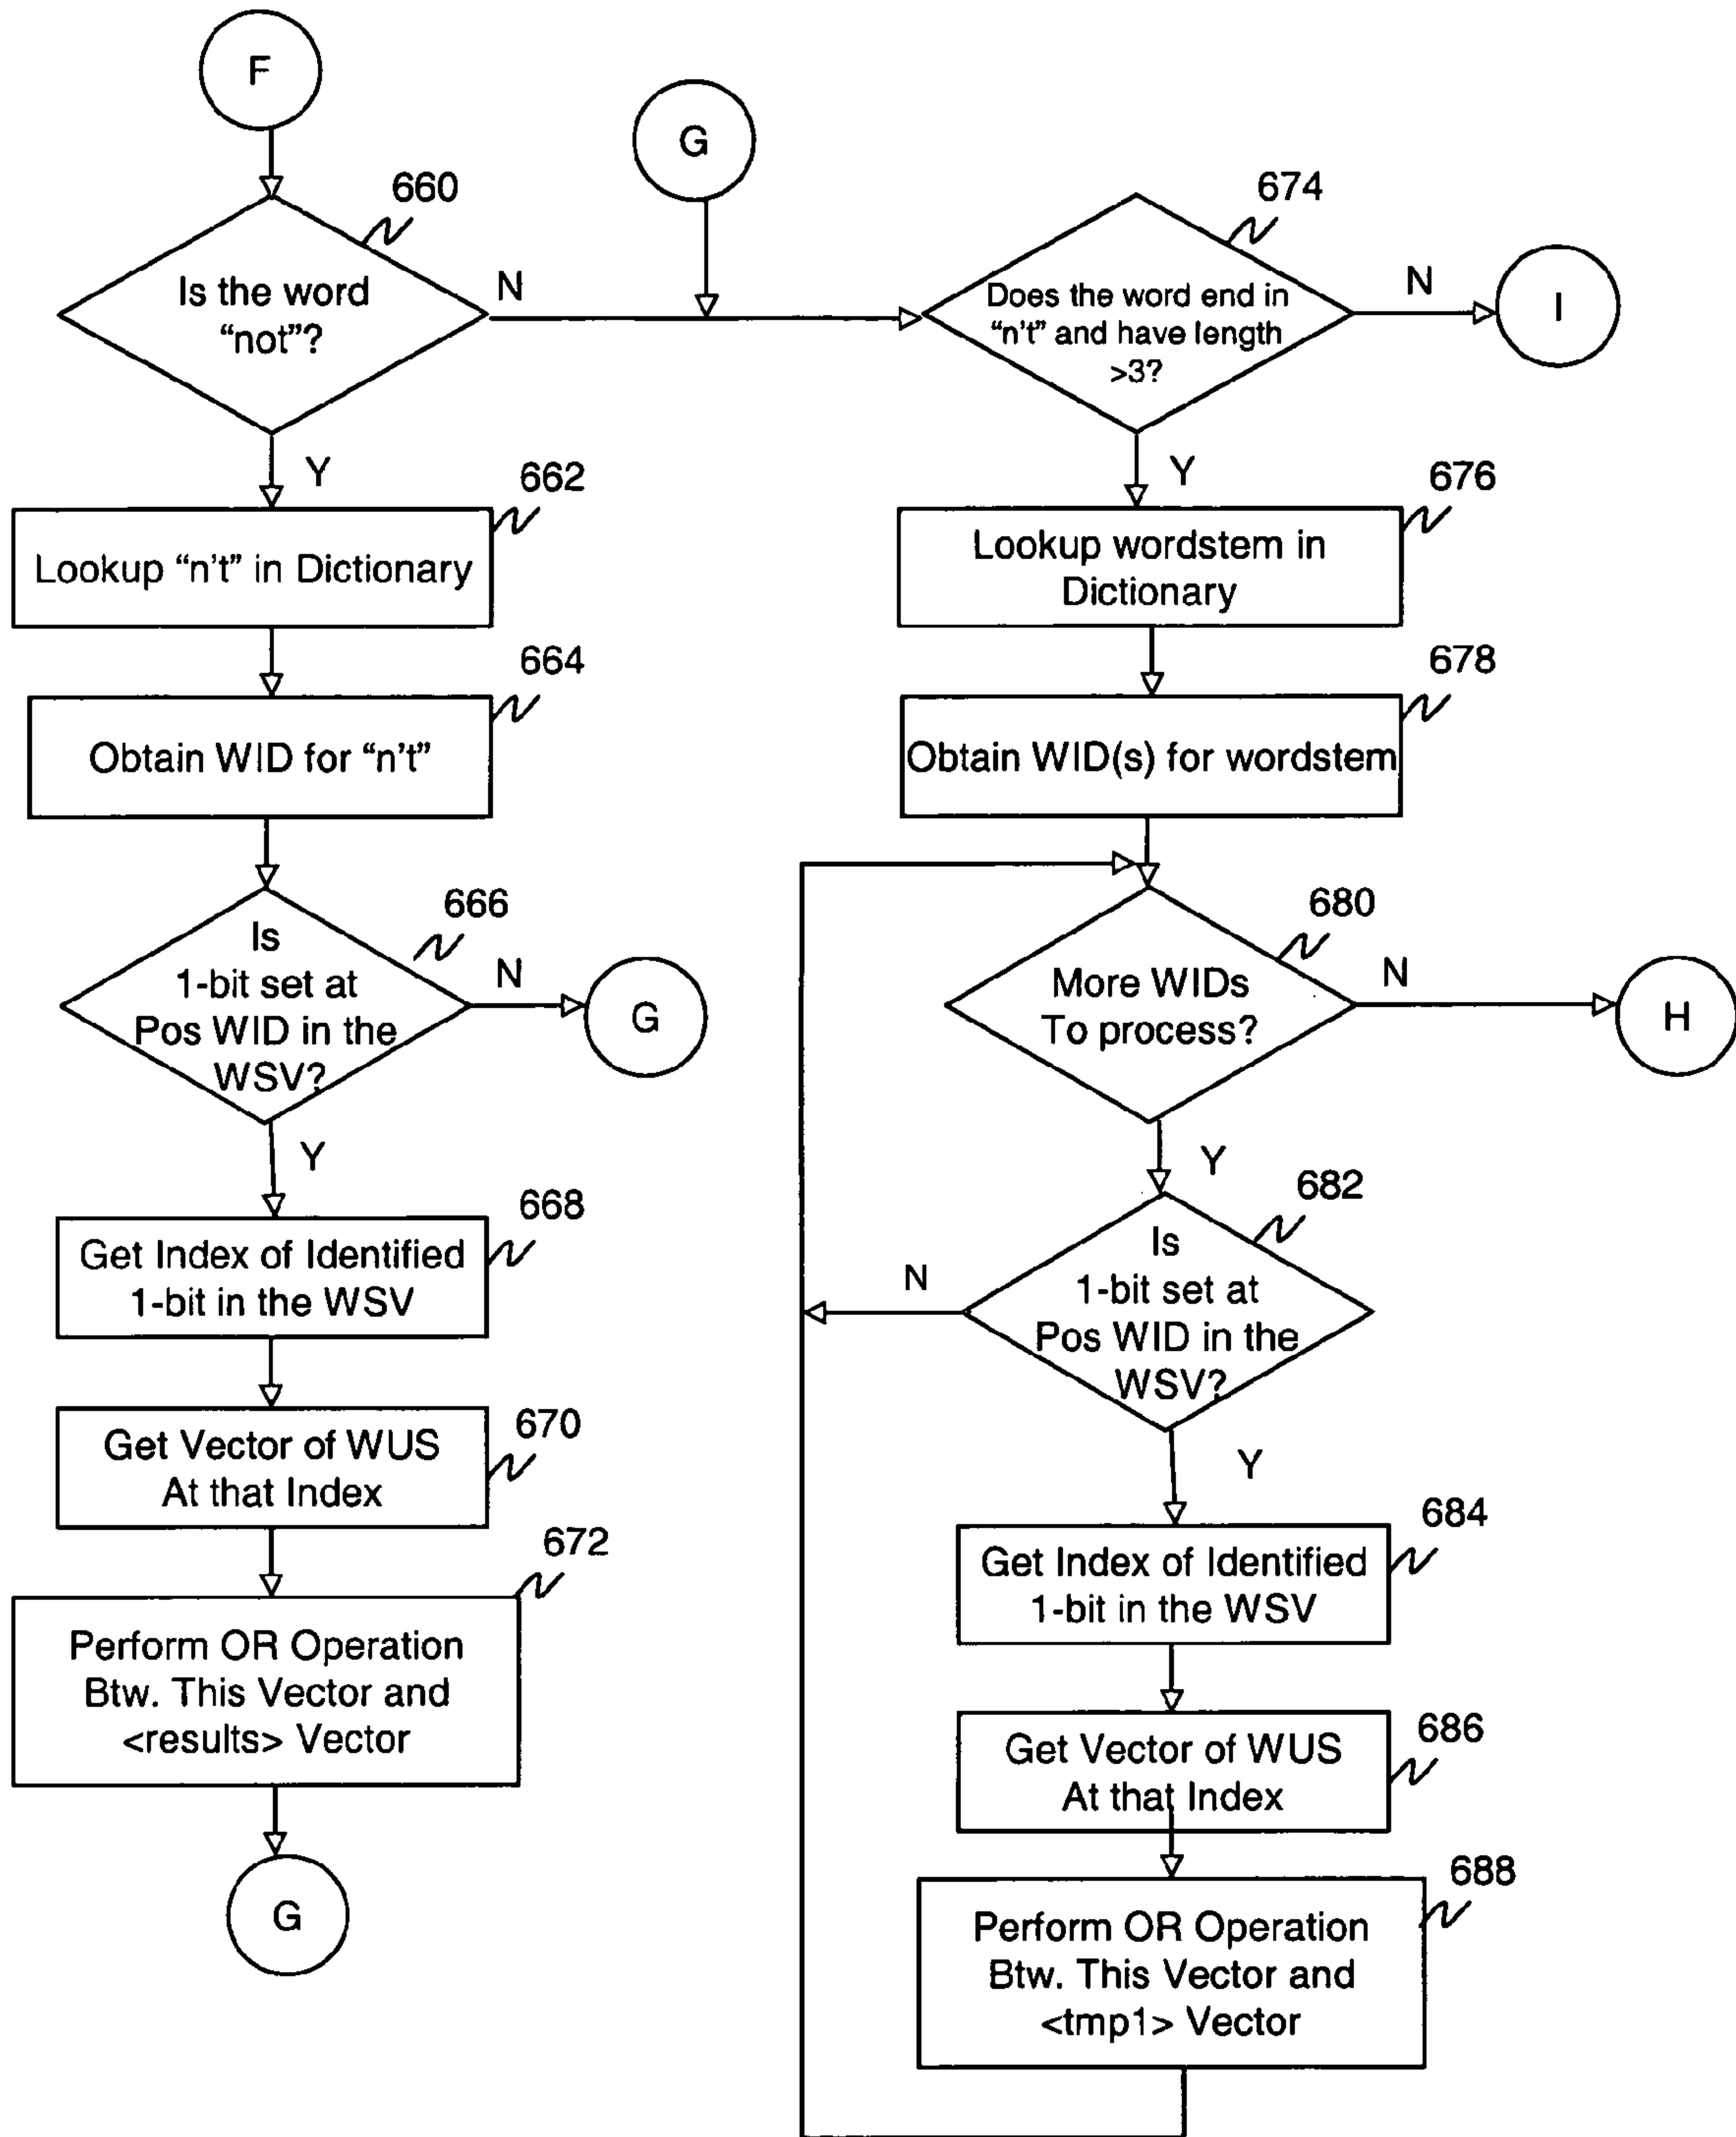 F
660
Is the word
“not”?
N
Y
662
Lookup “n't” in Dictionary
664
Obtain WID for “n't”
666
Is
1-bit set at
Pos WID in the
WSV?
N
G
Y
668
Get Index of Identified
1-bit in the WSV
670
Get Vector of WUS
At that Index
672
Perform OR Operation
Btw. This Vector and
<results> Vector
G
G
674
Does the word end in
“n't” and have length
>3?
N
I
Y
676
Lookup wordstem in
Dictionary
678
Obtain WID(s) for wordstem
680
More WIDs
To process?
N
H
Y
682
Is
1-bit set at
Pos WID in the
WSV?
N
Y
684
Get Index of Identified
1-bit in the WSV
686
Get Vector of WUS
At that Index
688
Perform OR Operation
Btw. This Vector and
<tmp1> Vector